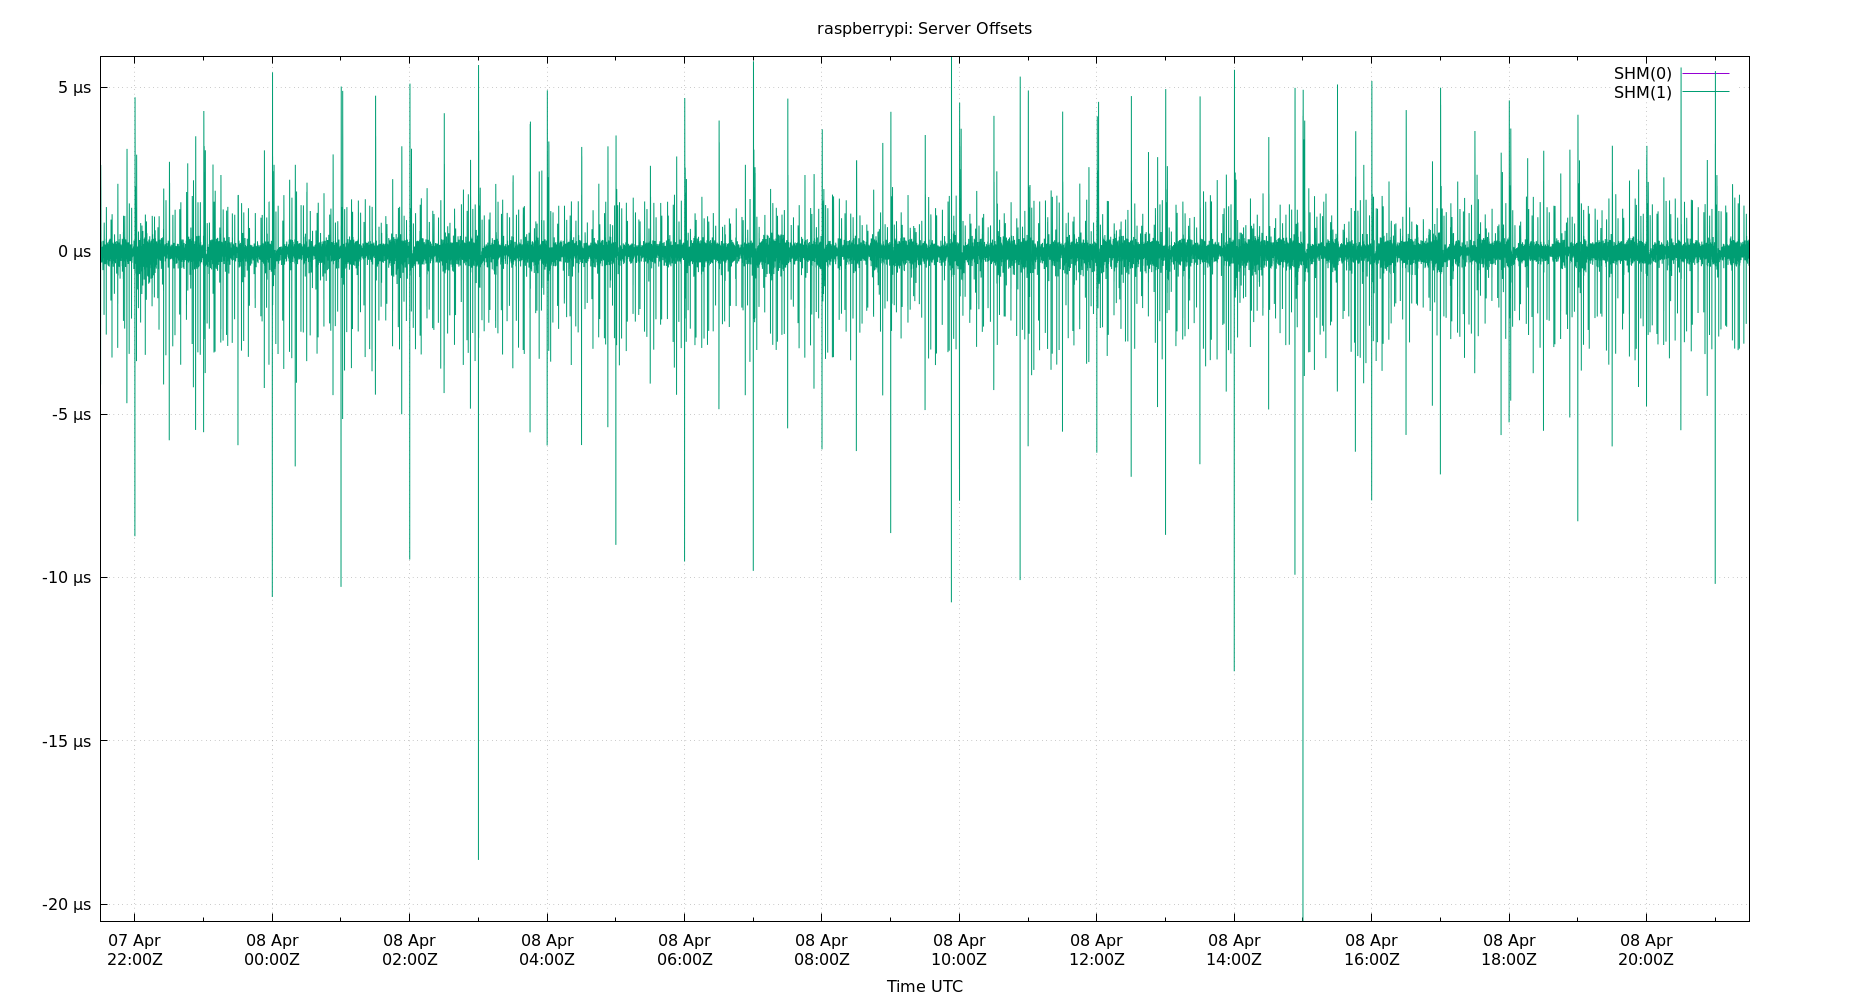 raspberrypi: Server Offsets
SHM(0)
SHM(1)
5 µs
0 µs
-5 µs
-10 µs
-15 µs
-20 µs
07 Apr 08 Apr 08 Apr 08 Apr 08 Apr 08 Apr 08 Apr 08 Apr 08 Apr 08 Apr 08 Apr 08 Apr
22:00Z 00:00Z 02:00Z 04:00Z 06:00Z 08:00Z 10:00Z 12:00Z 14:00Z 16:00Z 18:00Z 20:00Z
Time UTC